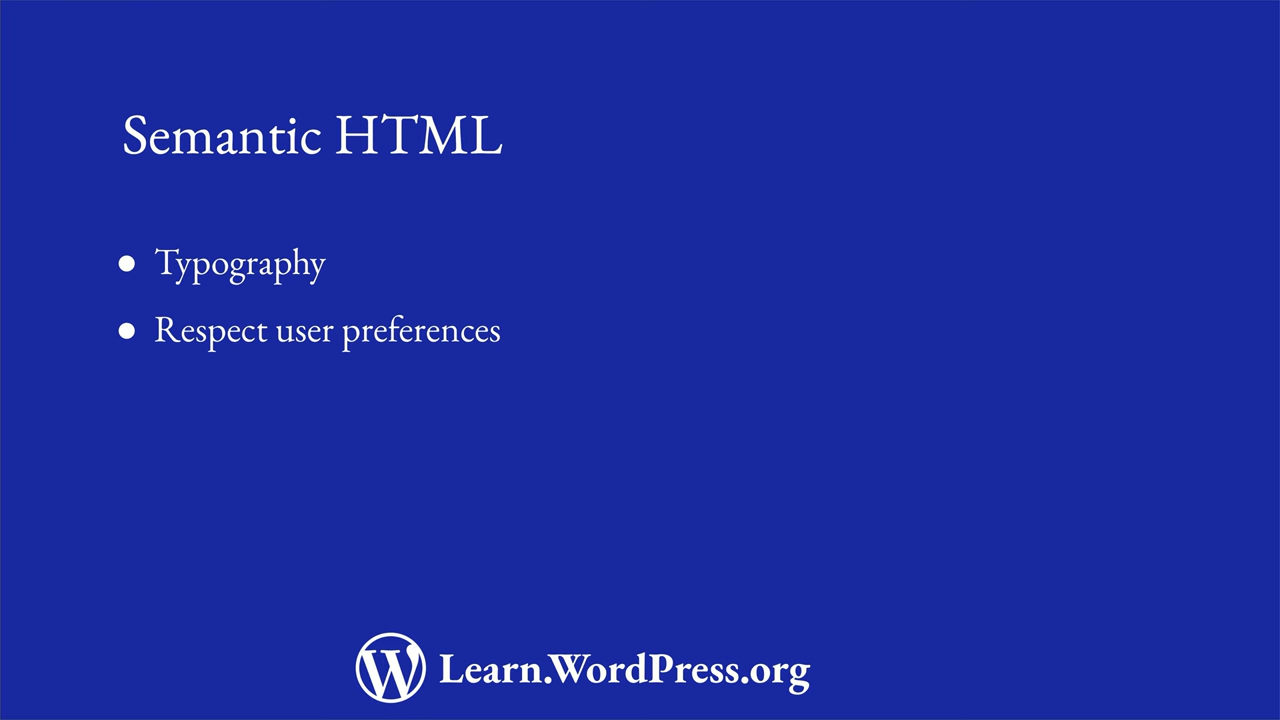 Semantic HTML
● Typography
● Respect user preferences
Learn.WordPress.org